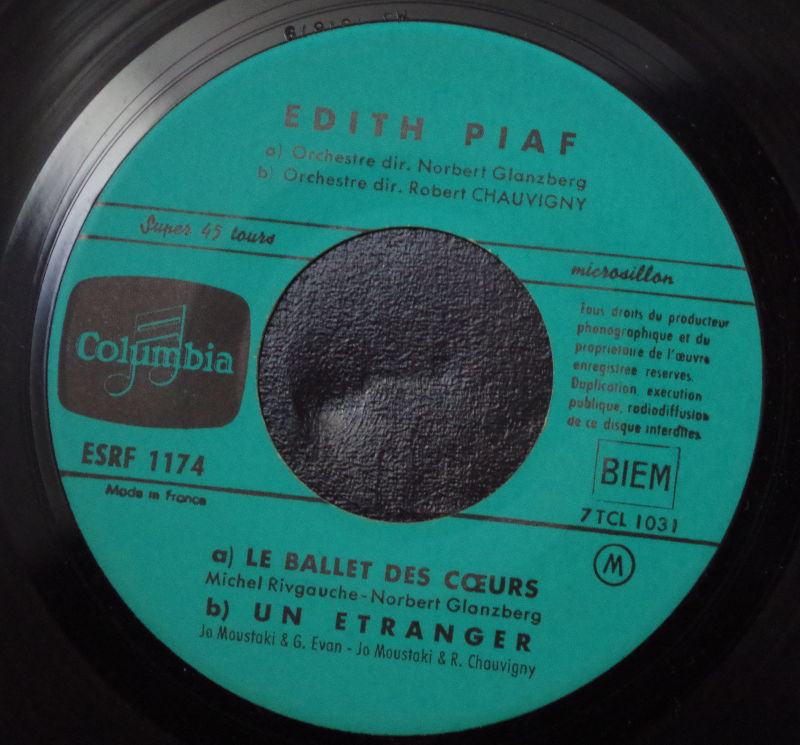 EDITH PIAF
a) Orchestre dir. Norbert Glanzberg
b) Orchestre dir. Robert CHAUVIGNY
Super 45 tours
microsillon
Columbia
Tous droits du producteur
phonographique et du
proprietaire de l'œuvre
enregistrée reserves.
Duplication, execution
publique, radiodiffusion
de ce disque interdites.
BIEM
ESRF 1174
7 TCL 1031
Made in France
M
a) LE BALLET DES CŒURS
Michel Rivgauche - Norbert Glanzberg
b) UN ETRANGER
Jo Moustaki & G. Evan - Jo Moustaki & R. Chauvigny